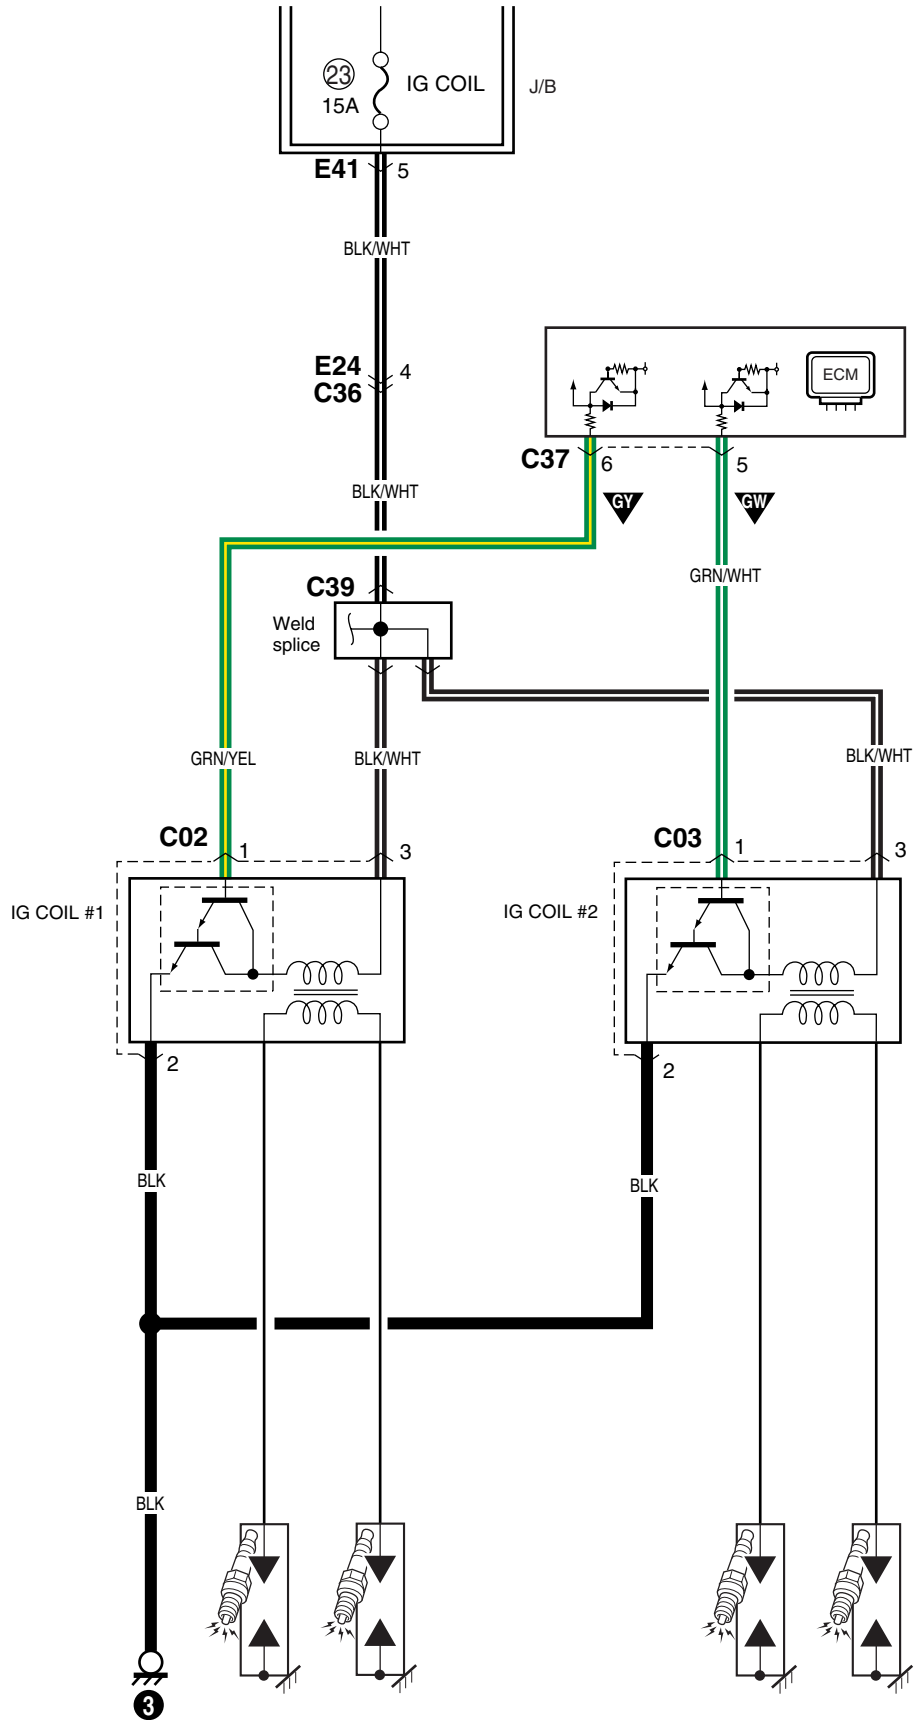 23
15A
IG COIL
J/B
E41
5
BLK/WHT
E24
4
C36
ECM
C37
6
5
BLK/WHT
GY
GW
GRN/WHT
C39
Weld
splice
GRN/YEL
BLK/WHT
BLK/WHT
C02
1
3
C03
1
3
IG COIL #1
IG COIL #2
2
2
BLK
BLK
BLK
3